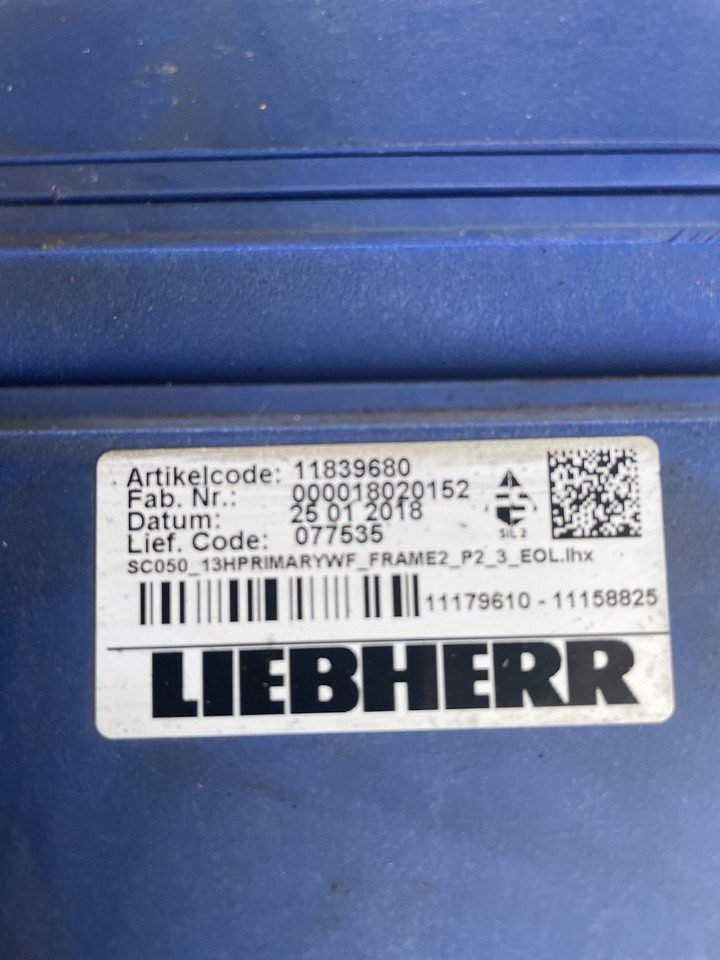 Artikelcode: 11839680
Fab. Nr.: 000018020152
Datum: 25 01 2018
Lief. Code: 077535
FS
SIL 2
SC050_13HPRIMARYWF_FRAME2_P2_3_EOL.lhx
11179610 - 11158825
LIEBHERR